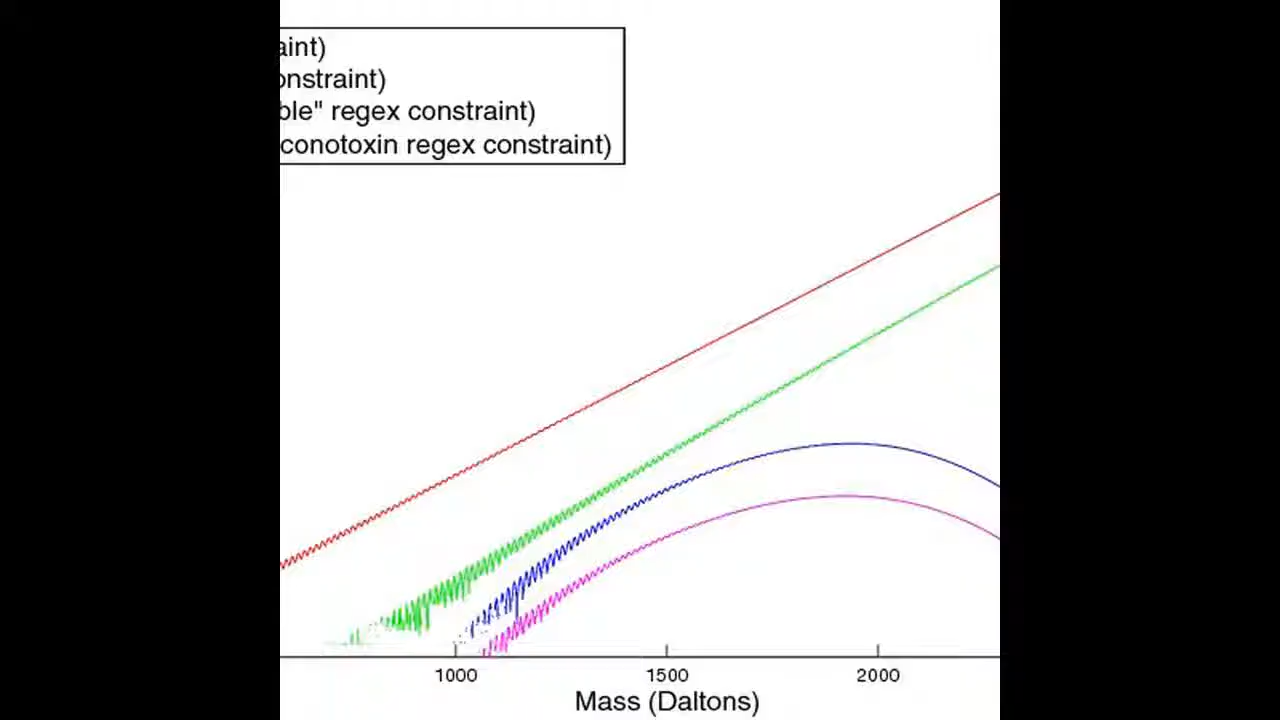 aint)
onstraint)
ble" regex constraint)
conotoxin regex constraint)
1000 1500 2000
Mass (Daltons)